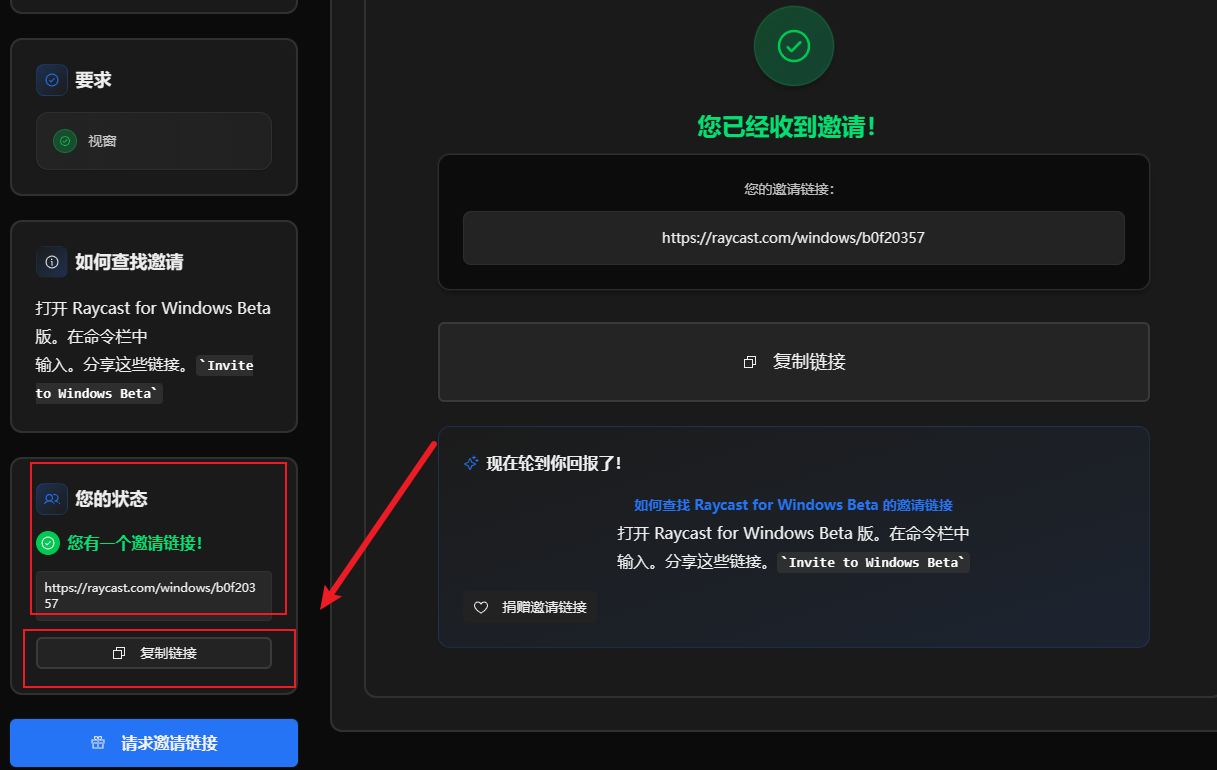 要求
视窗
如何查找邀请
打开 Raycast for Windows Beta
版。在命令栏中
输入。分享这些链接。`Invite
to Windows Beta`
您的状态
您有一个邀请链接！
https://raycast.com/windows/b0f203
57
复制链接
请求邀请链接
您已经收到邀请！
您的邀请链接：
https://raycast.com/windows/b0f20357
复制链接
现在轮到你回报了！
如何查找 Raycast for Windows Beta 的邀请链接
打开 Raycast for Windows Beta 版。在命令栏中
输入。分享这些链接。`Invite to Windows Beta`
捐赠邀请链接